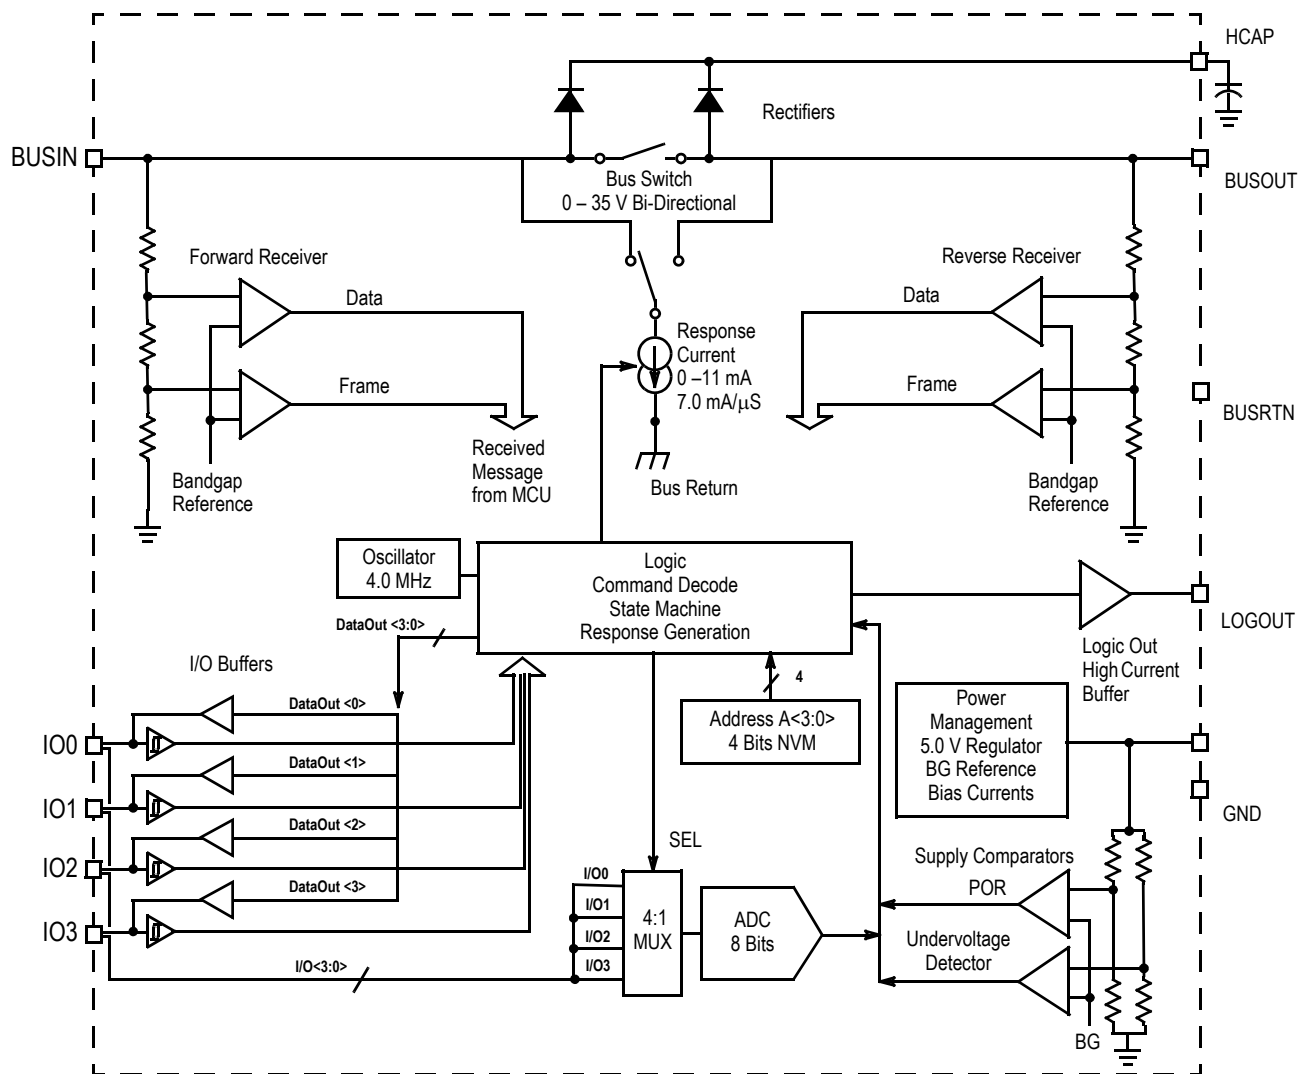 HCAP
Rectifiers
BUSIN
BUSOUT
Bus Switch
0 – 35 V Bi-Directional
Forward Receiver
Reverse Receiver
Data
Data
Response
Current
0 –11 mA
7.0 mA/μS
Frame
Frame
BUSRTN
Received
Message
from MCU
Bandgap
Reference
Bus Return
Bandgap
Reference
Oscillator
4.0 MHz
Logic
Command Decode
State Machine
Response Generation
DataOut <3:0>
LOGOUT
Logic Out
High Current
Buffer
I/O Buffers
4
Address A<3:0>
4 Bits NVM
Power
Management
5.0 V Regulator
BG Reference
Bias Currents
DataOut <0>
IO0
DataOut <1>
IO1
GND
DataOut <2>
SEL
IO2
Supply Comparators
POR
DataOut <3>
IO3
I/O0
I/O1
I/O2
I/O3
4:1
MUX
ADC
8 Bits
Undervoltage
Detector
I/O<3:0>
BG